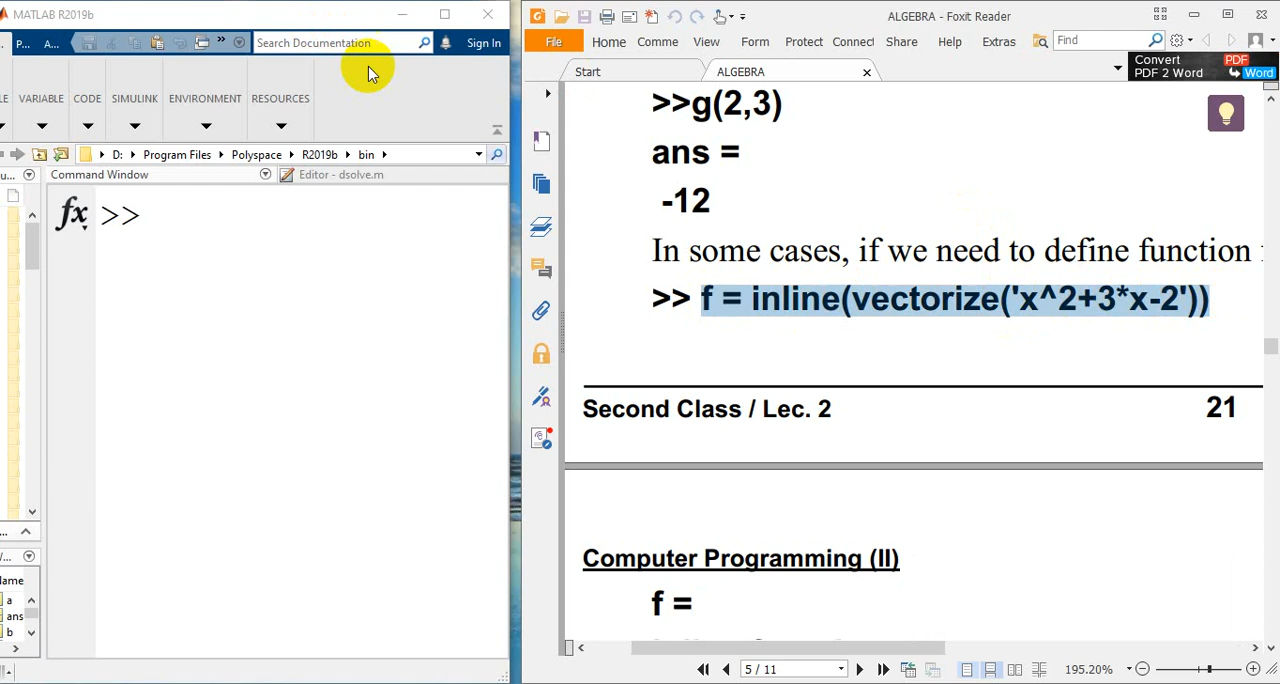 MATLAB R2019b
P... A...
Search Documentation
Sign In
VARIABLE CODE SIMULINK ENVIRONMENT RESOURCES
D: Program Files Polyspace R2019b bin
Command Window
Editor - dsolve.m
fx >>
ame
a
ans
b
ALGEBRA - Foxit Reader
File Home Comme View Form Protect Connect Share Help Extras Find
Start ALGEBRA
Convert PDF
PDF 2 Word Word
>>g(2,3)
ans =
-12
In some cases, if we need to define function
>> f = inline(vectorize('x^2+3*x-2'))
Second Class / Lec. 2 21
Computer Programming (II)
f =
5 / 11
195.20%